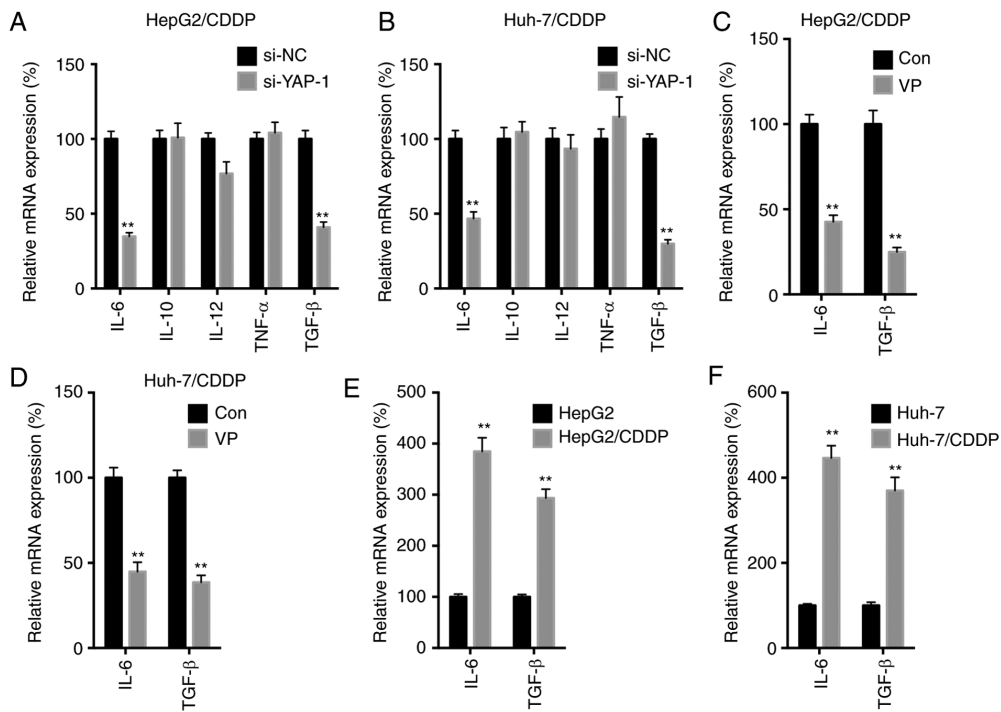 A
HepG2/CDDP
si-NC
si-YAP-1
Relative mRNA expression (%)
150
100
50
0
**
**
IL-6
IL-10
IL-12
TNF-α
TGF-β
B
Huh-7/CDDP
si-NC
si-YAP-1
Relative mRNA expression (%)
150
100
50
0
**
**
IL-6
IL-10
IL-12
TNF-α
TGF-β
C
HepG2/CDDP
Con
VP
Relative mRNA expression (%)
150
100
50
0
**
**
IL-6
TGF-β
D
Huh-7/CDDP
Con
VP
Relative mRNA expression (%)
150
100
50
0
**
**
IL-6
TGF-β
E
HepG2
HepG2/CDDP
Relative mRNA expression (%)
500
400
300
200
100
0
**
**
IL-6
TGF-β
F
Huh-7
Huh-7/CDDP
Relative mRNA expression (%)
600
400
200
0
**
**
IL-6
TGF-β